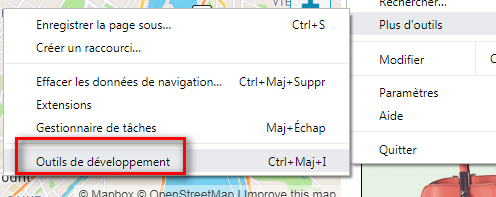 VTE
Rechercher...
Enregistrer la page sous... Ctrl+S
Plus d'outils
Créer un raccourci...
Modifier C
Effacer les données de navigation... Ctrl+Maj+Suppr
Extensions
Paramètres
Gestionnaire de tâches Maj+Échap
Aide
Outils de développement Ctrl+Maj+I
Quitter
ount
© Mapbox © OpenStreetMap Improve this map